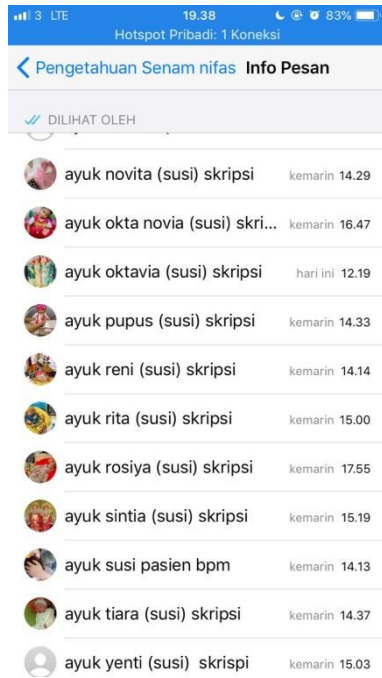 3 LTE 19.38 83%
Hotspot Pribadi: 1 Koneksi
Pengetahuan Senam nifas Info Pesan
DILIHAT OLEH
ayuk novita (susi) skripsi kemarin 14.29
ayuk okta novia (susi) skri... kemarin 16.47
ayuk oktavia (susi) skripsi hari ini 12.19
ayuk pupus (susi) skripsi kemarin 14.33
ayuk reni (susi) skripsi kemarin 14.14
ayuk rita (susi) skripsi kemarin 15.00
ayuk rosiya (susi) skripsi kemarin 17.55
ayuk sintia (susi) skripsi kemarin 15.19
ayuk susi pasien bpm kemarin 14.13
ayuk tiara (susi) skripsi kemarin 14.37
ayuk yenti (susi) skrispi kemarin 15.03